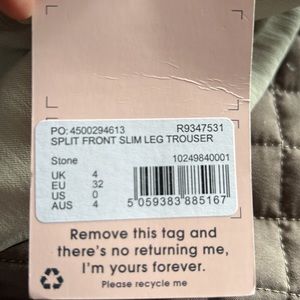 PO: 4500294613 R9347531
SPLIT FRONT SLIM LEG TROUSER
Stone 10249840001
UK 4
EU 32
US 0
AUS 4
5 059383 885167
Remove this tag and
there's no returning me,
I'm yours forever.
Please recycle me